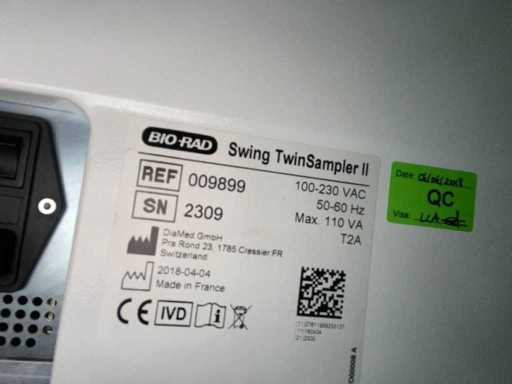 BIO-RAD
Swing TwinSampler II
REF 009899
SN 2309
100-230 VAC
50-60 Hz
Max. 110 VA
T2A
DiaMed GmbH
Pra Rond 23, 1785 Cressier FR
Switzerland
2018-04-04
Made in France
CE IVD i
Date:
QC
Visa: